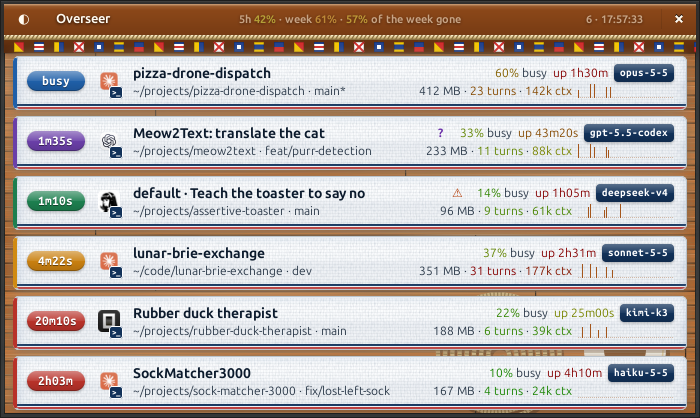 Overseer
5h 42% · week 61% · 57% of the week gone
6 · 17:57:33
busy
pizza-drone-dispatch
60% busy up 1h30m opus-5-5
~/projects/pizza-drone-dispatch · main*
412 MB · 23 turns · 142k ctx
1m35s
Meow2Text: translate the cat
? 33% busy up 43m20s gpt-5.5-codex
~/projects/meow2text · feat/purr-detection
233 MB · 11 turns · 88k ctx
1m10s
default · Teach the toaster to say no
⚠ 14% busy up 1h05m deepseek-v4
~/projects/assertive-toaster · main
96 MB · 9 turns · 61k ctx
4m22s
lunar-brie-exchange
37% busy up 2h31m sonnet-5-5
~/code/lunar-brie-exchange · dev
351 MB · 31 turns · 177k ctx
20m10s
Rubber duck therapist
22% busy up 25m00s kimi-k3
~/projects/rubber-duck-therapist · main
188 MB · 6 turns · 39k ctx
2h03m
SockMatcher3000
10% busy up 4h10m haiku-5-5
~/projects/sock-matcher-3000 · fix/lost-left-sock
167 MB · 4 turns · 24k ctx